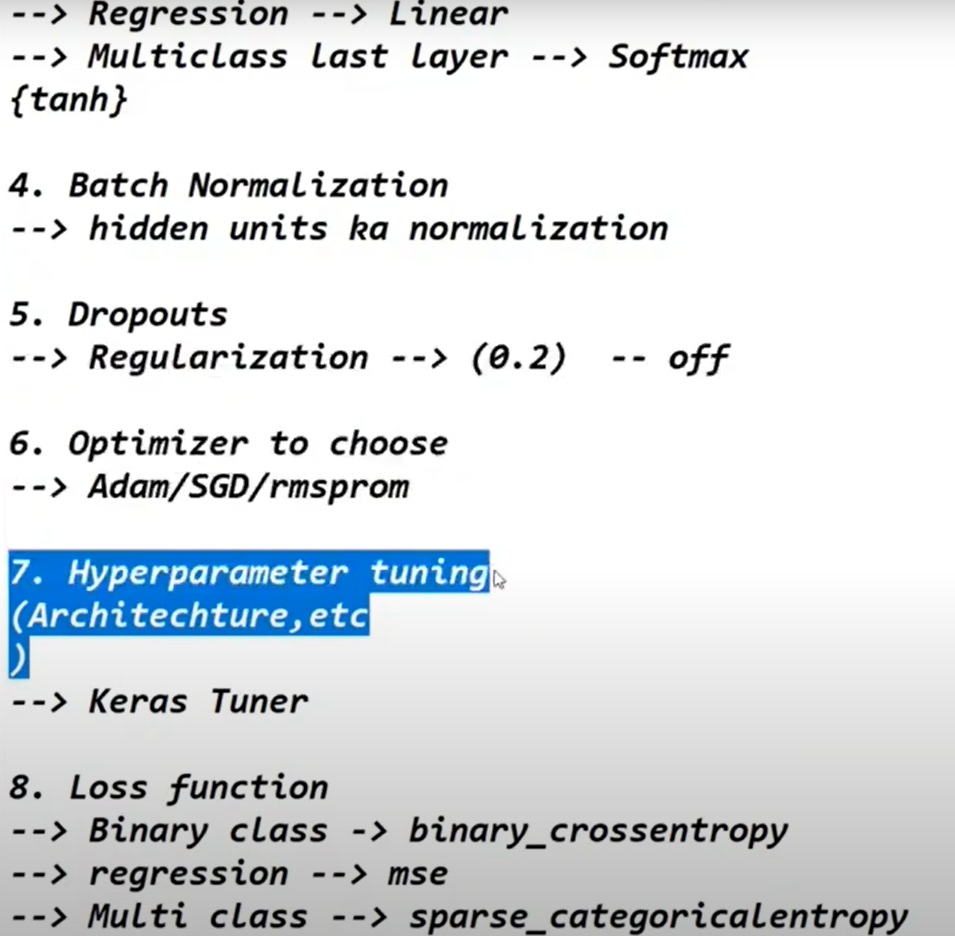 --> Regression --> Linear
--> Multiclass last layer --> Softmax
{tanh}
4. Batch Normalization
--> hidden units ka normalization
5. Dropouts
--> Regularization --> (0.2)  -- off
6. Optimizer to choose
--> Adam/SGD/rmsprom
7. Hyperparameter tuning
(Architechture,etc
)
--> Keras Tuner
8. Loss function
--> Binary class -> binary_crossentropy
--> regression --> mse
--> Multi class --> sparse_categoricalentropy